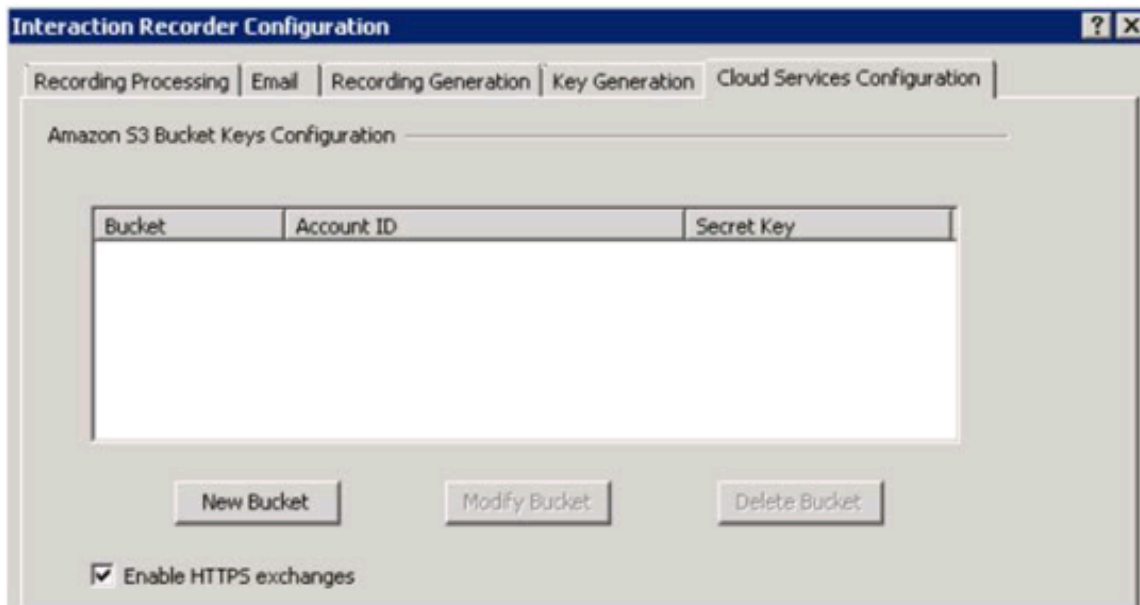 Interaction Recorder Configuration
Recording Processing Email Recording Generation Key Generation Cloud Services Configuration
Amazon S3 Bucket Keys Configuration
Bucket Account ID Secret Key
New Bucket Modify Bucket Delete Bucket
Enable HTTPS exchanges